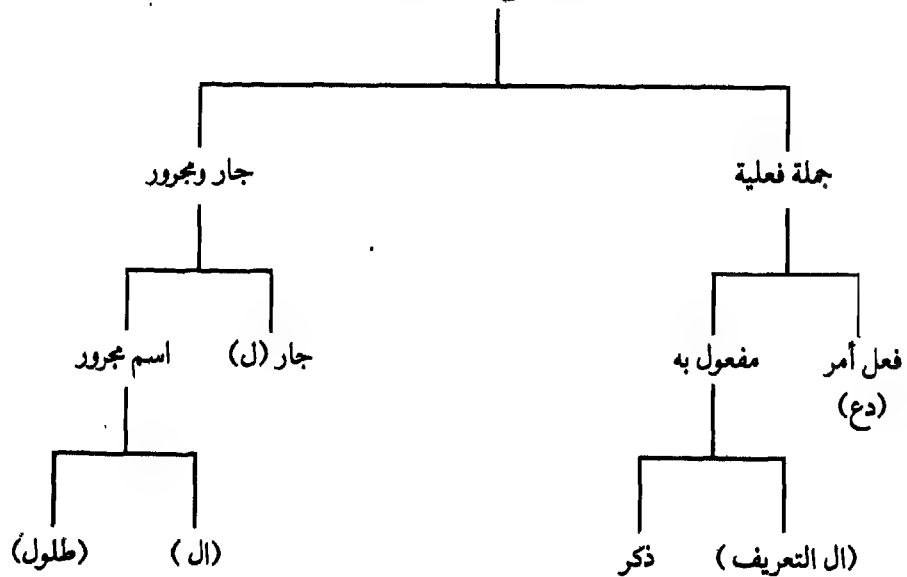 جملة فعلية جار ومجرور
فعل أمر مفعول به جار (ل) اسم مجرور
(دع)
(ال التعريف) ذكر (ال) (طلول)